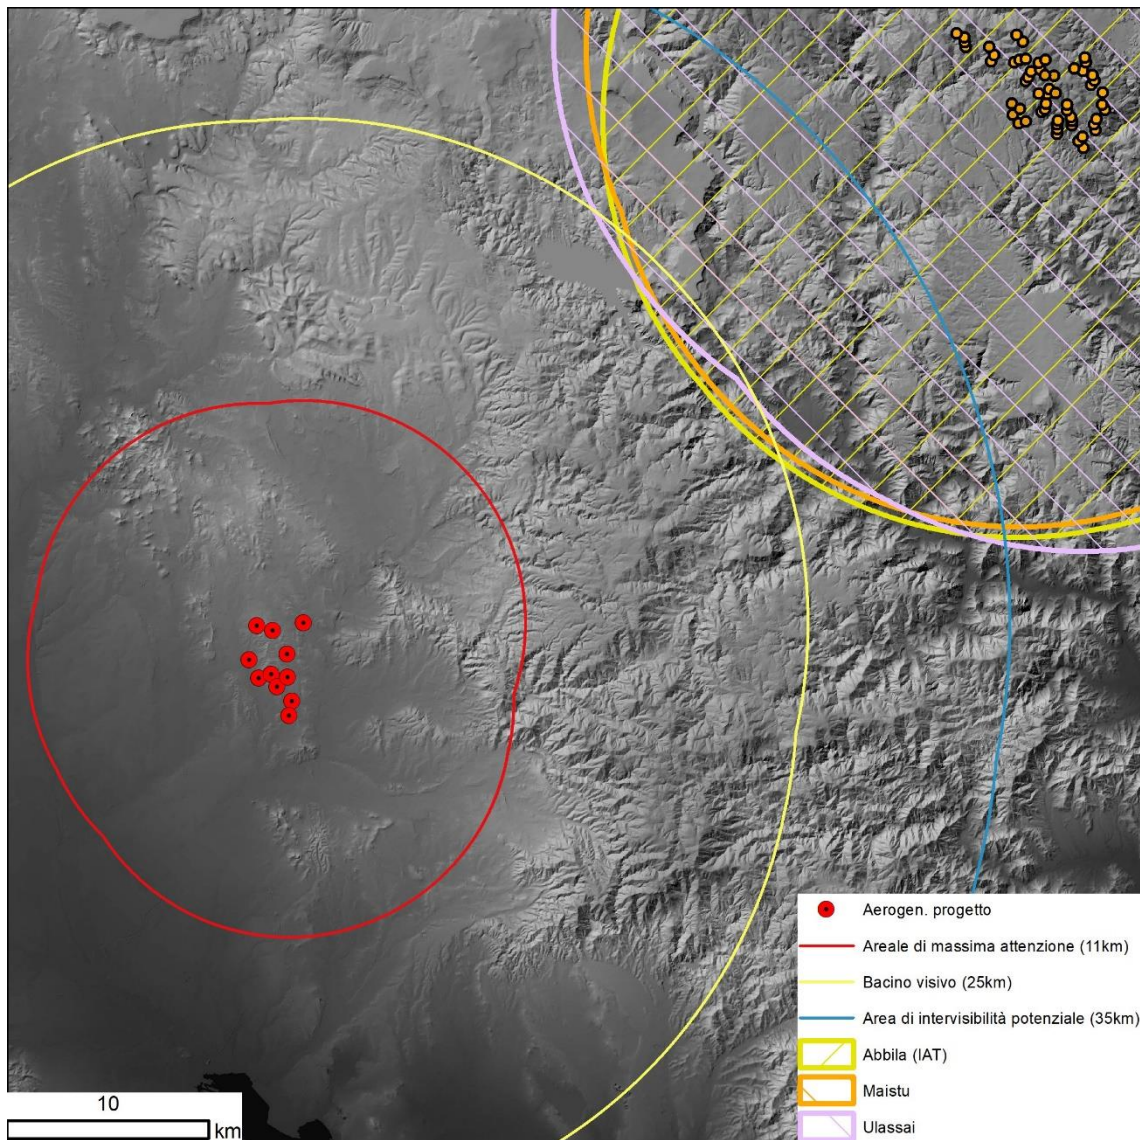 Aerogen. progetto
Areale di massima attenzione (11km)
Bacino visivo (25km)
Area di intervisibilità potenziale (35km)
Abbila (IAT)
Maistu
Ulassai
10
km